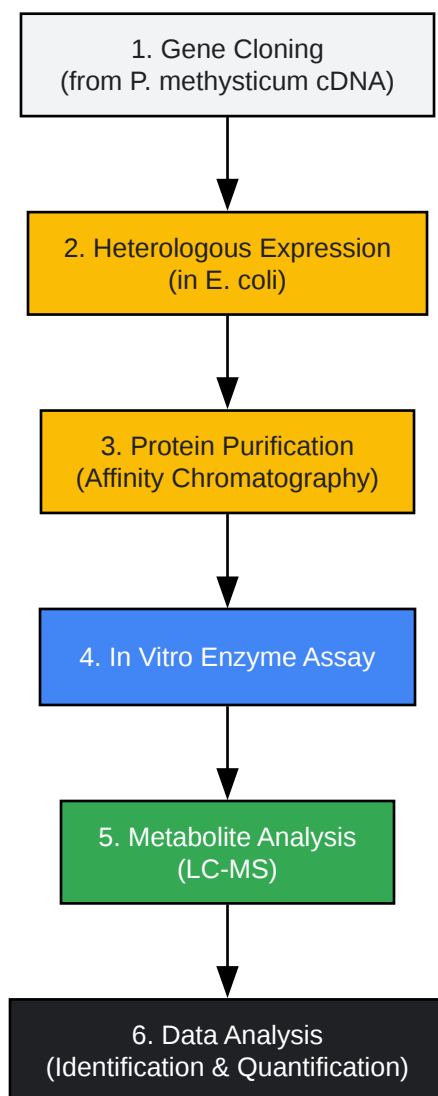 1. Gene Cloning
(from P. methysticum cDNA)
2. Heterologous Expression
(in E. coli)
3. Protein Purification
(Affinity Chromatography)
4. In Vitro Enzyme Assay
5. Metabolite Analysis
(LC-MS)
6. Data Analysis
(Identification & Quantification)